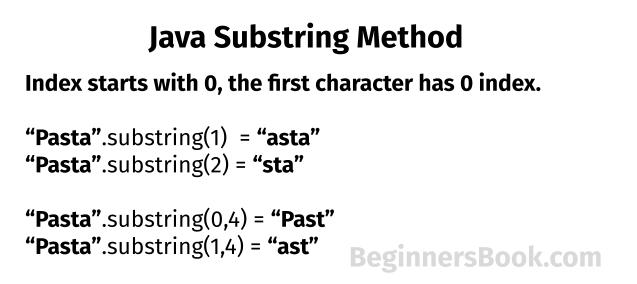 Java Substring Method
Index starts with 0, the first character has 0 index.
“Pasta”.substring(1) = “asta”
“Pasta”.substring(2) = “sta”
“Pasta”.substring(0,4) = “Past”
“Pasta”.substring(1,4) = “ast”
BeginnersBook.com